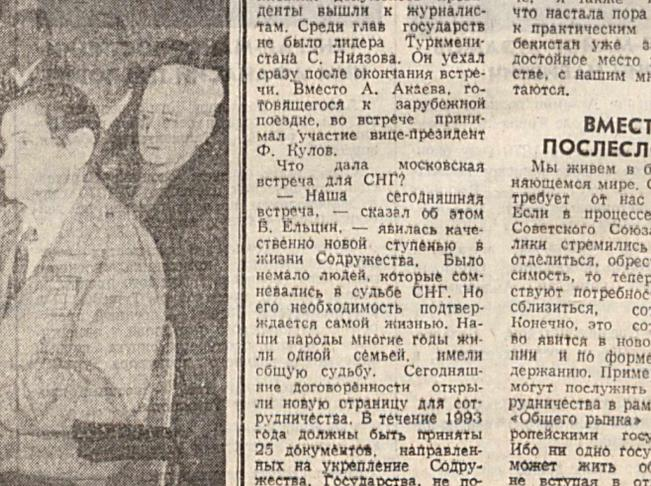 денты вышли к журналис-
там. Среди глав государств
не было лидера Туркмени-
стана С. Ниязова. Он уехал
сразу после окончания встре-
чи. Вместо А. Акаева, го-
товящегося к зарубежной
поездке, во встрече прини-
мал участие вице-президент
Ф. Кулов.
Что дала московская
встреча для СНГ?
— Наша сегодняшняя
встреча, — сказал об этом
Б. Ельцин, — явилась каче-
ственно новой ступенью в
жизни Содружества. Было
немало людей, которые сом-
невались в судьбе СНГ. Но
его необходимость подтвер-
ждается самой жизнью. На-
ши народы многие годы жи-
ли одной семьей, имели
общую судьбу. Сегодняш-
ние договоренности откры-
ли новую страницу для сот-
рудничества. В течение 1993
года должны быть приняты
25 документов, направлен-
ных на укрепление Содру-
жества. Государства, не по-
что настала пора
к практическим
бекистан уже за
достойное место
стве, с нашим мн
таются.
ВМЕСТ
ПОСЛЕСЛО
Мы живем в б
няющемся мире. С
требует от нас
Если в процессе
Советского Союза
лики стремились
отделиться, обрес
симость, то тепер
ствуют потребнос
сблизиться, сот
Конечно, это сот
во явится в ново
нии и по форме
держанию. Приме
могут послужить
рудничества в рам
«Общего рынка»
ропейскими госу
Ибо ни одно госу
может жить об
не вступая в от